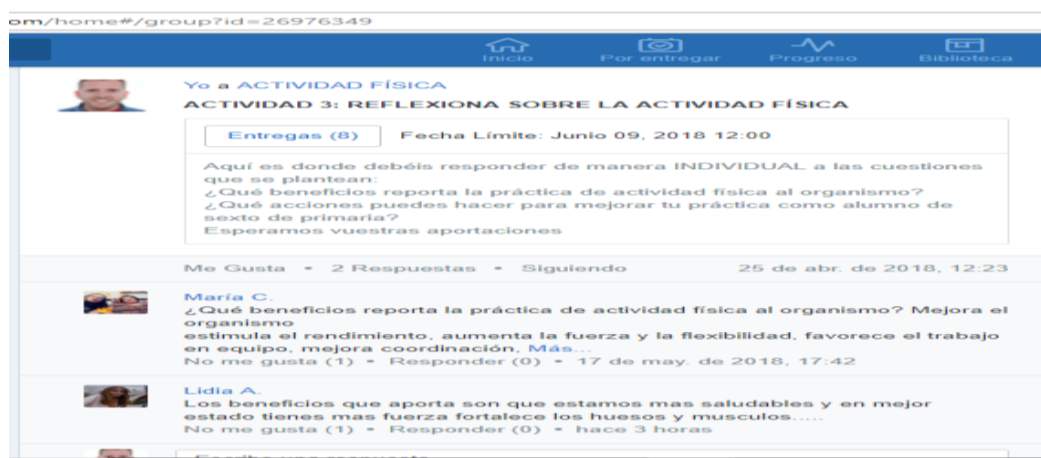 om/home#/group?id=26976349
Inicio
Por entregar
Progreso
Biblioteca
Yo a ACTIVIDAD FÍSICA
ACTIVIDAD 3: REFLEXIONA SOBRE LA ACTIVIDAD FÍSICA
Entregas (8) Fecha Límite: Junio 09, 2018 12:00
Aquí es donde debéis responder de manera INDIVIDUAL a las cuestiones
que se plantean:
¿Qué beneficios reporta la práctica de actividad física al organismo?
¿Qué acciones puedes hacer para mejorar tu práctica como alumno de
sexto de primaria?
Esperamos vuestras aportaciones
Me Gusta • 2 Respuestas • Siguiendo 25 de abr. de 2018, 12:23
María C.
¿Qué beneficios reporta la práctica de actividad física al organismo? Mejora el
organismo
estimula el rendimiento, aumenta la fuerza y la flexibilidad, favorece el trabajo
en equipo, mejora coordinación, Más...
No me gusta (1) • Responder (0) • 17 de may. de 2018, 17:42
Lidia A.
Los beneficios que aporta son que estamos mas saludables y en mejor
estado tienes mas fuerza fortalece los huesos y musculos.....
No me gusta (1) • Responder (0) • hace 3 horas